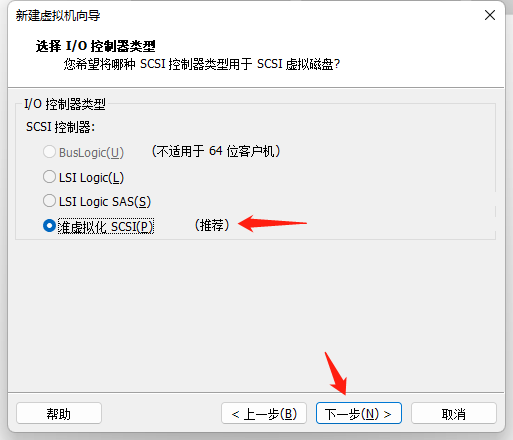 新建虚拟机向导
选择 I/O 控制器类型
您希望将哪种 SCSI 控制器类型用于 SCSI 虚拟磁盘？
I/O 控制器类型
SCSI 控制器：
BusLogic(U) （不适用于 64 位客户机）
LSI Logic(L)
LSI Logic SAS(S)
准虚拟化 SCSI(P) （推荐）
帮助 < 上一步(B) 下一步(N) > 取消